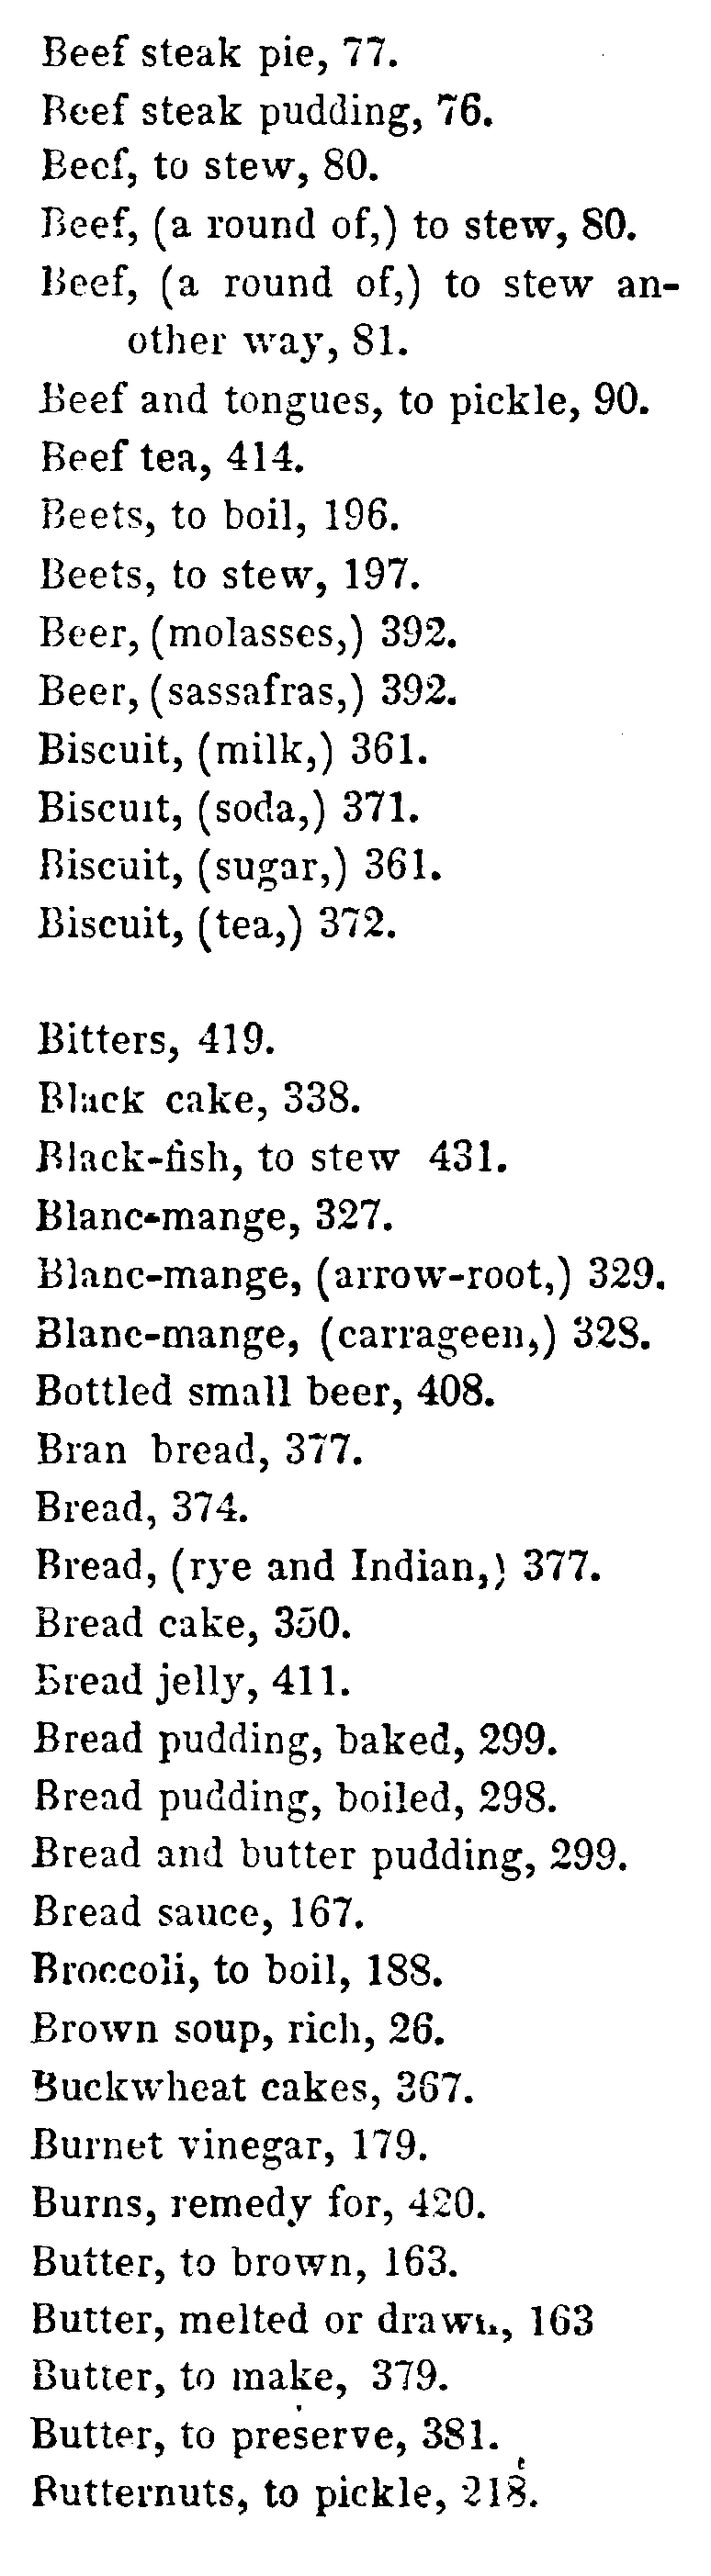 Beef steak pie, 77.
Beef steak pudding, 76.
Beef, to stew, 80.
Beef, (a round of,) to stew, 80.
Beef, (a round of,) to stew an-
other way, 81.
Beef and tongues, to pickle, 90.
Beef tea, 414.
Beets, to boil, 196.
Beets, to stew, 197.
Beer, (molasses,) 392.
Beer, (sassafras,) 392.
Biscuit, (milk,) 361.
Biscuit, (soda,) 371.
Biscuit, (sugar,) 361.
Biscuit, (tea,) 372.
Bitters, 419.
Black cake, 338.
Black-fish, to stew 431.
Blanc-mange, 327.
Blanc-mange, (arrow-root,) 329.
Blanc-mange, (carrageen,) 328.
Bottled small beer, 408.
Bran bread, 377.
Bread, 374.
Bread, (rye and Indian,) 377.
Bread cake, 350.
Bread jelly, 411.
Bread pudding, baked, 299.
Bread pudding, boiled, 298.
Bread and butter pudding, 299.
Bread sauce, 167.
Broccoli, to boil, 188.
Brown soup, rich, 26.
Buckwheat cakes, 367.
Burnet vinegar, 179.
Burns, remedy for, 420.
Butter, to brown, 163.
Butter, melted or drawn, 163
Butter, to make, 379.
Butter, to preserve, 381.
Butternuts, to pickle, 218.